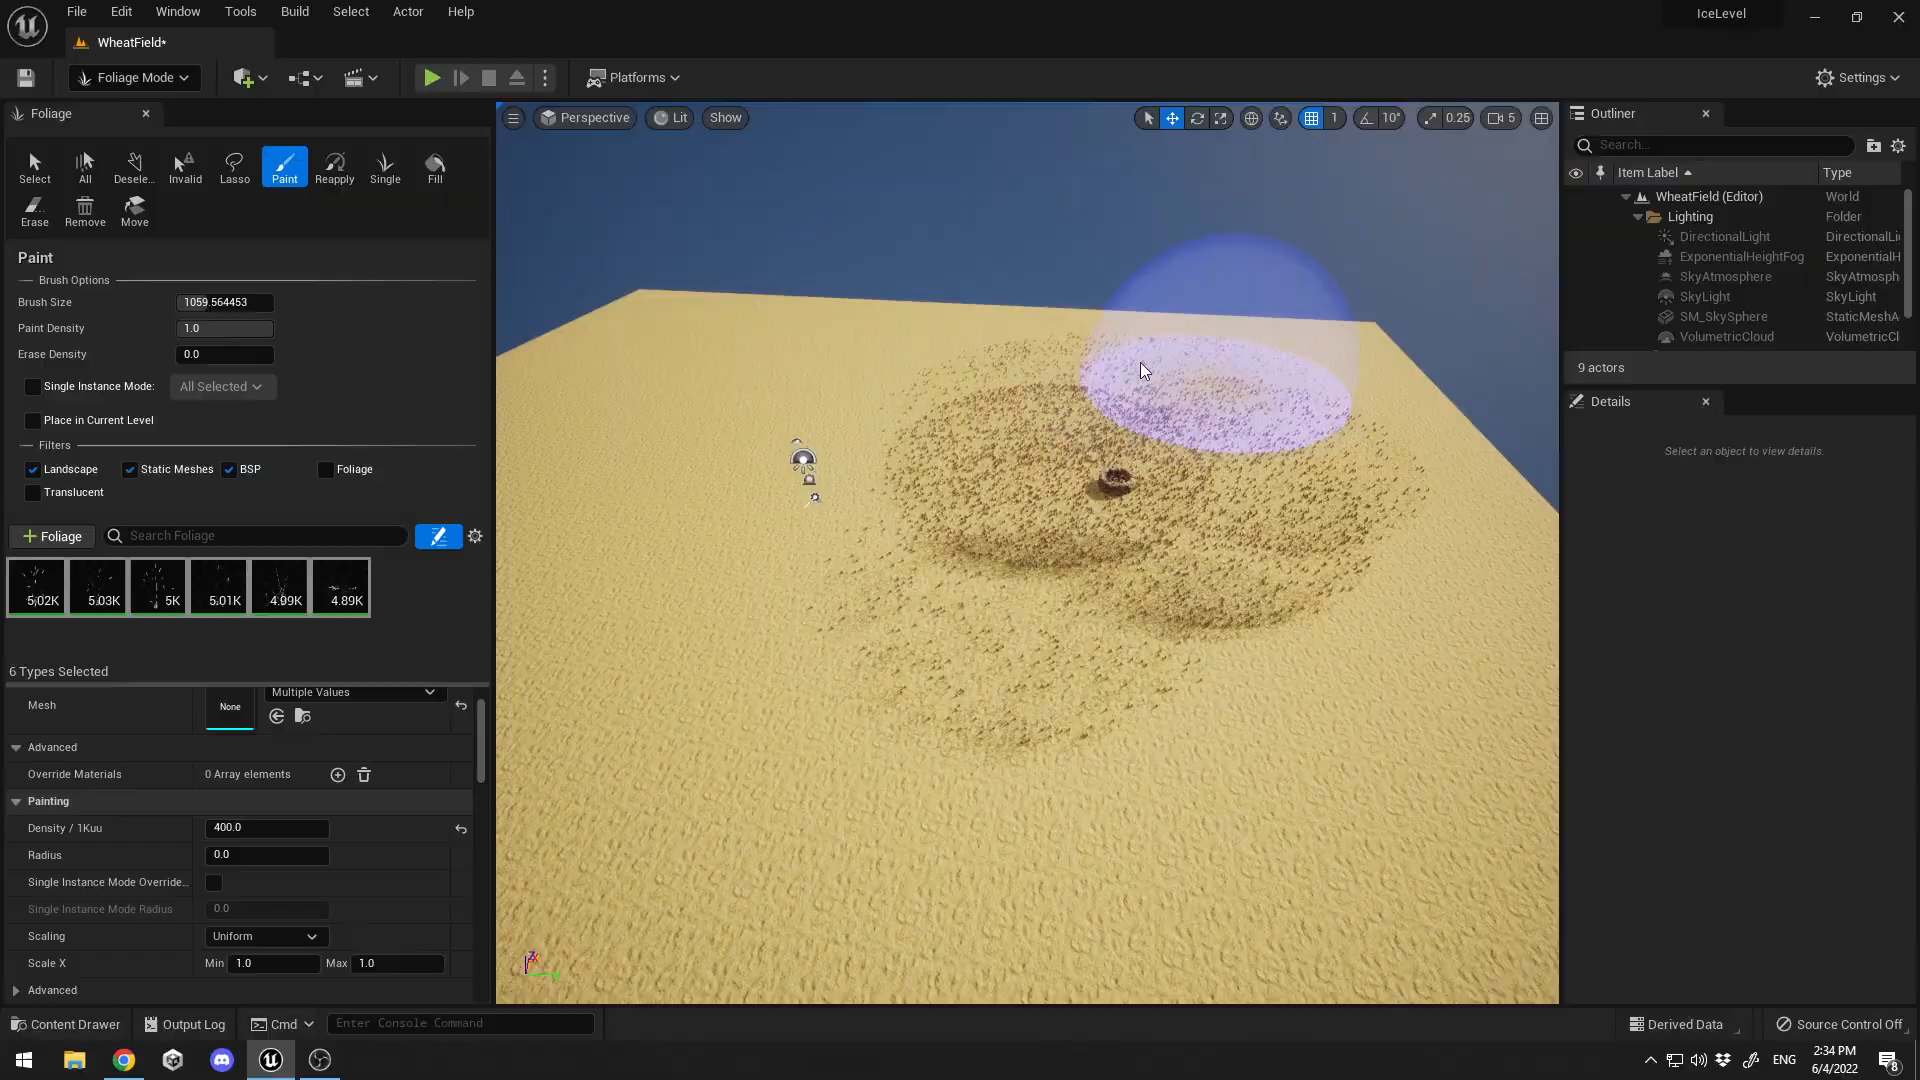 File Edit Window Tools Build Select Actor Help
IceLevel
WheatField*
Foliage Mode
Platforms
Settings
Foliage
Select All Desele... Invalid Lasso Paint Reapply Single Fill
Erase Remove Move
Paint
Brush Options
Brush Size 1059.564453
Paint Density 1.0
Erase Density 0.0
Single Instance Mode: All Selected
Place in Current Level
Filters
Landscape Static Meshes BSP Foliage
Translucent
Foliage Search Foliage
5.02K 5.03K 5K 5.01K 4.99K 4.89K
6 Types Selected
Mesh None Multiple Values
Advanced
Override Materials 0 Array elements
Painting
Density / 1Kuu 400.0
Radius 0.0
Single Instance Mode Override...
Single Instance Mode Radius 0.0
Scaling Uniform
Scale X Min 1.0 Max 1.0
Advanced
Perspective Lit Show
1 10° 0.25 5
Outliner
Search...
Item Label Type
WheatField (Editor) World
Lighting Folder
DirectionalLight DirectionalLi
ExponentialHeightFog ExponentialH
SkyAtmosphere SkyAtmosph
SkyLight SkyLight
SM_SkySphere StaticMeshA
VolumetricCloud VolumetricCl
9 actors
Details
Select an object to view details.
Content Drawer Output Log Cmd Enter Console Command
Derived Data Source Control Off
ENG 2:34 PM
6/4/2022
8